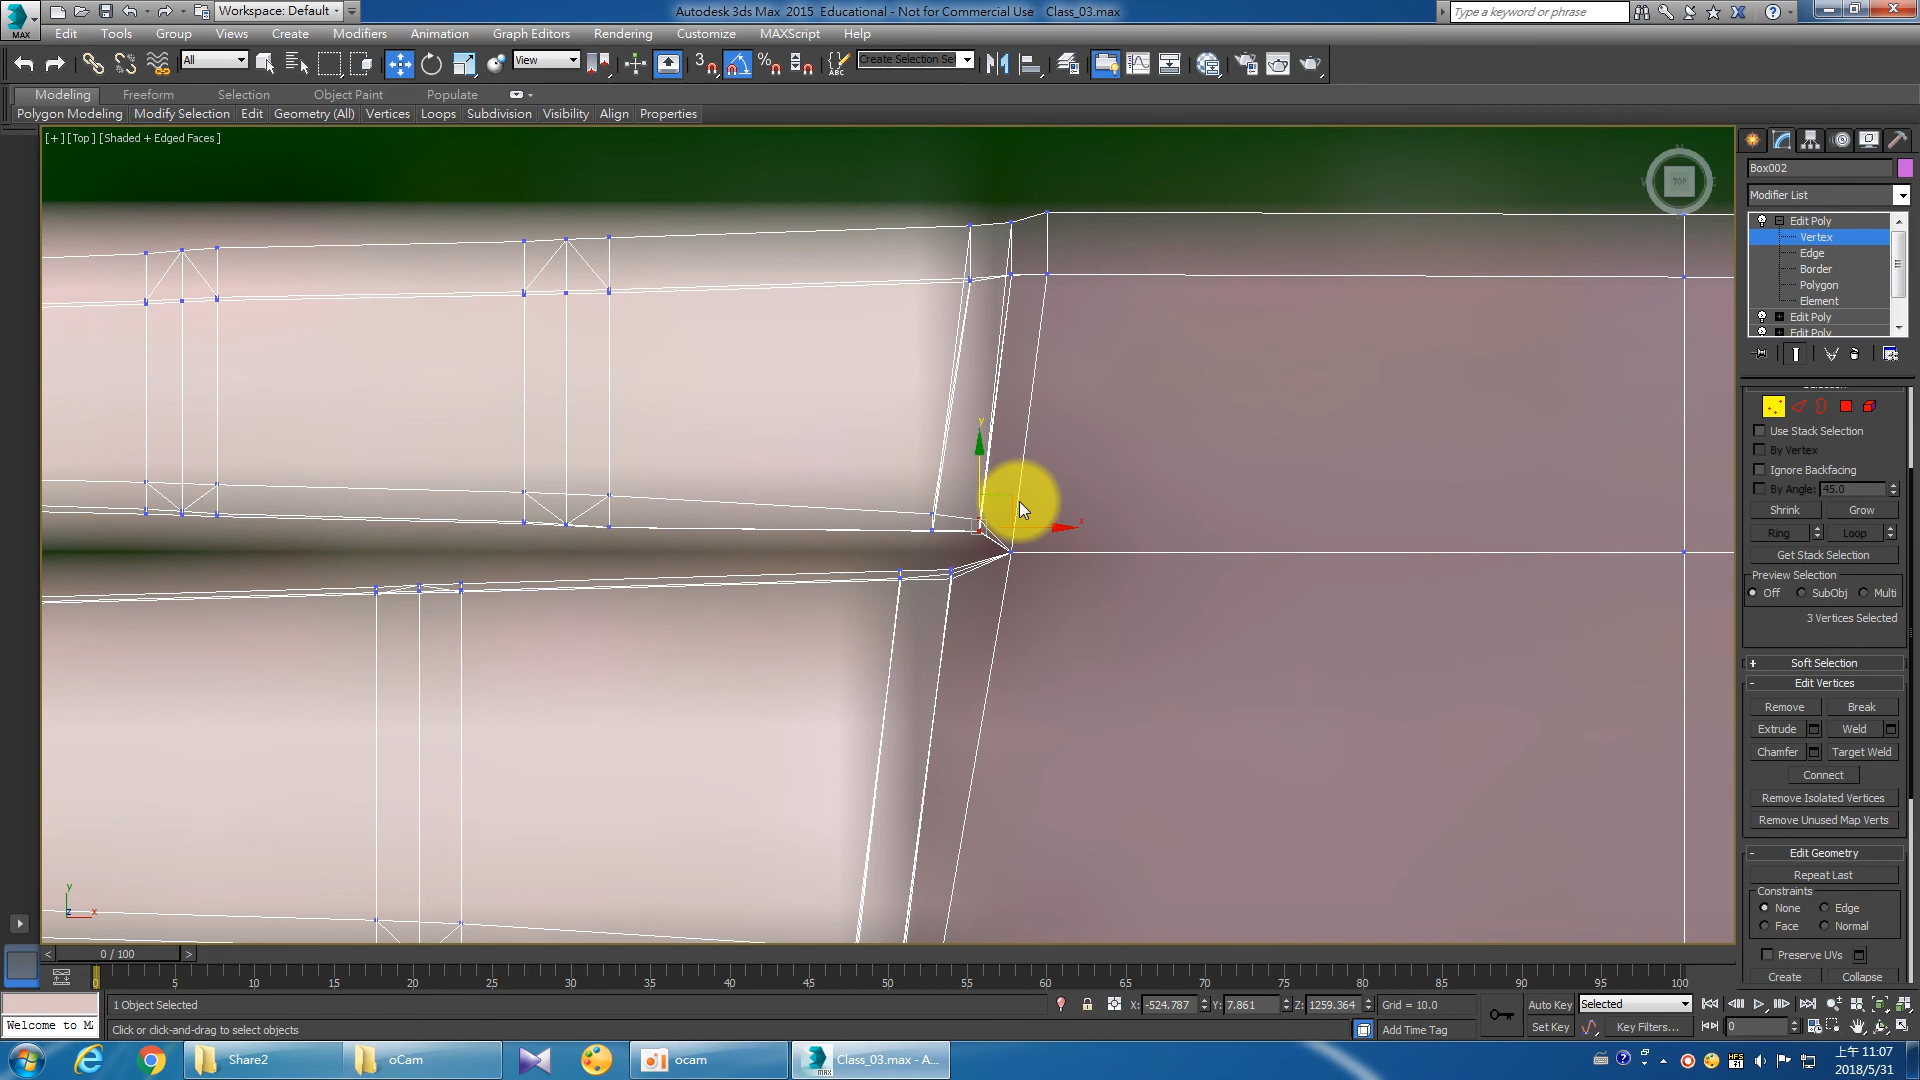 Workspace: Default
Autodesk 3ds Max 2015 Educational - Not for Commercial Use Class_03.max
Type a keyword or phrase
MAX
Edit Tools Group Views Create Modifiers Animation Graph Editors Rendering Customize MAXScript Help
All
View
Create Selection Se
Modeling Freeform Selection Object Paint Populate
Polygon Modeling Modify Selection Edit Geometry (All) Vertices Loops Subdivision Visibility Align Properties
[+] [Top] [Shaded + Edged Faces]
TOP
Box002
Modifier List
Edit Poly
Vertex
Edge
Border
Polygon
Element
Edit Poly
Edit Poly
Use Stack Selection
By Vertex
Ignore Backfacing
By Angle: 45.0
Shrink Grow
Ring Loop
Get Stack Selection
Preview Selection
Off SubObj Multi
3 Vertices Selected
+ Soft Selection
- Edit Vertices
Remove Break
Extrude Weld
Chamfer Target Weld
Connect
Remove Isolated Vertices
Remove Unused Map Verts
- Edit Geometry
Repeat Last
Constraints
None Edge
Face Normal
Preserve UVs
Create Collapse
y
x
y
z
x
< 0 / 100 >
0 5 10 15 20 25 30 35 40 45 50 55 60 65 70 75 80 85 90 95 100
1 Object Selected
X: -524.787 Y: 7.861 Z: 1259.364 Grid = 10.0
Auto Key Selected
Welcome to M
Click or click-and-drag to select objects
Add Time Tag
Set Key Key Filters... 0
Share2 oCam ocam Class_03.max - A...
上午 11:07
2018/5/31